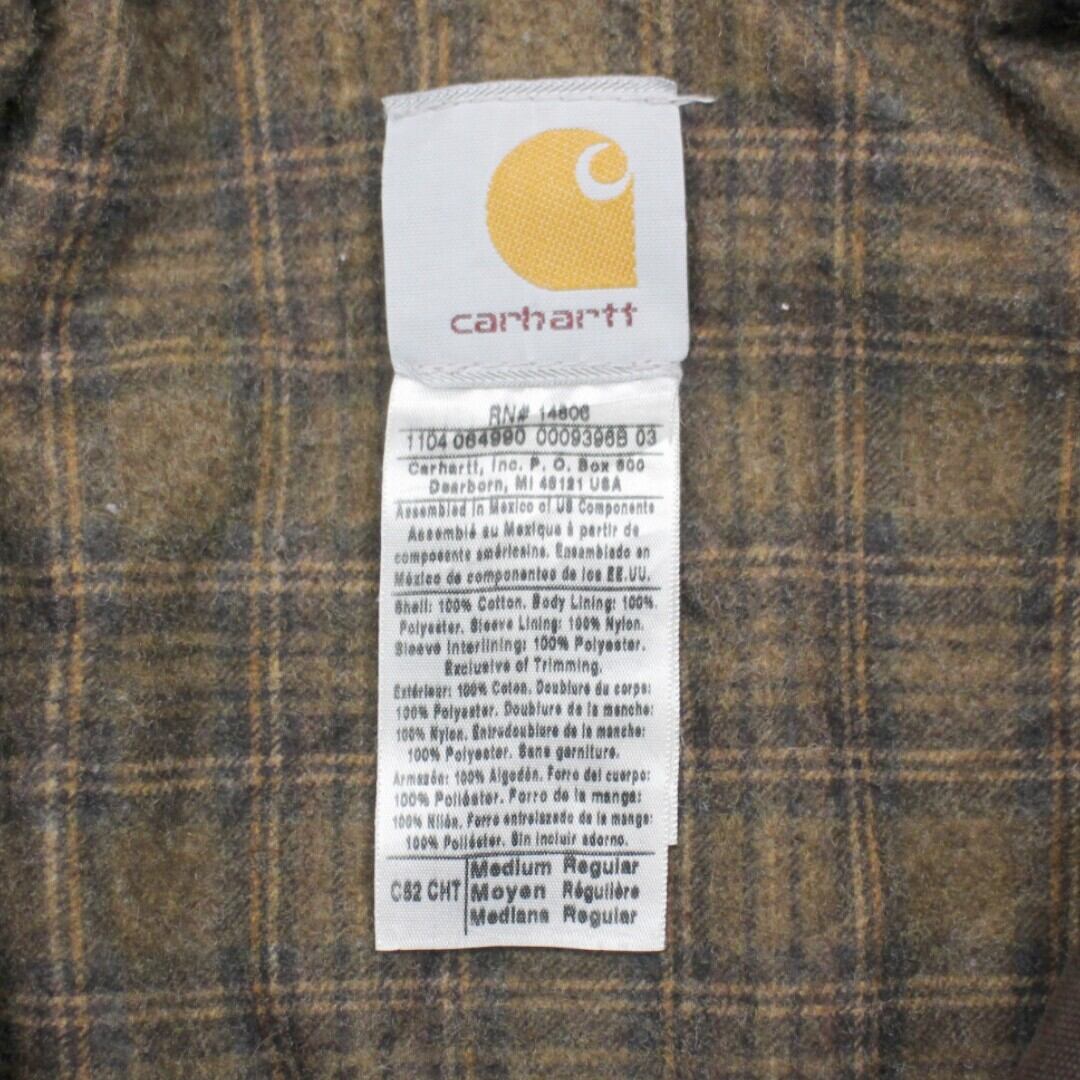 carhartt
RN# 14806
1104 064990 0009396B 03
Carhartt, Inc. P. O. Box 600
Dearborn, MI 48121 USA
Assembled in Mexico of US Components
Assemblé au Mexique à partir de
composants américains. Ensamblado en
México de componentes de los EE.UU.
Shell: 100% Cotton. Body Lining: 100%
Polyester. Sleeve Lining: 100% Nylon.
Sleeve Interlining: 100% Polyester.
Exclusive of Trimming.
Extérieur: 100% Coton. Doublure du corps:
100% Polyester. Doublure de la manche:
100% Nylon. Entredoublure de la manche:
100% Polyester. Sans garniture.
Armazón: 100% Algodón. Forro del cuerpo:
100% Poliéster. Forro de la manga:
100% Nilón. Forro entrelazado de la manga:
100% Poliéster. Sin incluir adorno.
C52 CHT
Medium Regular
Moyen Régulière
Mediana Regular